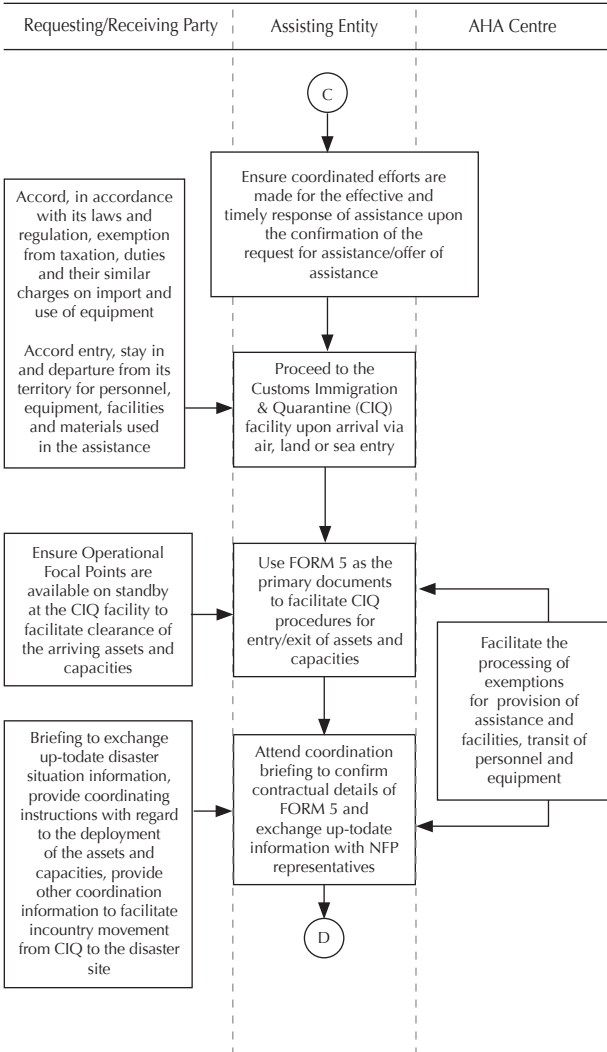 Requesting/Receiving Party
Assisting Entity
AHA Centre
C
Ensure coordinated efforts are
made for the effective and
timely response of assistance upon
the confirmation of the
request for assistance/offer of
assistance
Accord, in accordance
with its laws and
regulation, exemption
from taxation, duties
and their similar
charges on import and
use of equipment
Accord entry, stay in
and departure from its
territory for personnel,
equipment, facilities
and materials used
in the assistance
Proceed to the
Customs Immigration
& Quarantine (CIQ)
facility upon arrival via
air, land or sea entry
Ensure Operational
Focal Points are
available on standby
at the CIQ facility to
facilitate clearance of
the arriving assets and
capacities
Use FORM 5 as the
primary documents
to facilitate CIQ
procedures for
entry/exit of assets and
capacities
Facilitate the
processing of
exemptions
for provision of
assistance and
facilities, transit of
personnel and
equipment
Briefing to exchange
up-todate disaster
situation information,
provide coordinating
instructions with regard
to the deployment
of the assets and
capacities, provide
other coordination
information to facilitate
incountry movement
from CIQ to the disaster
site
Attend coordination
briefing to confirm
contractual details of
FORM 5 and
exchange up-todate
information with NFP
representatives
D